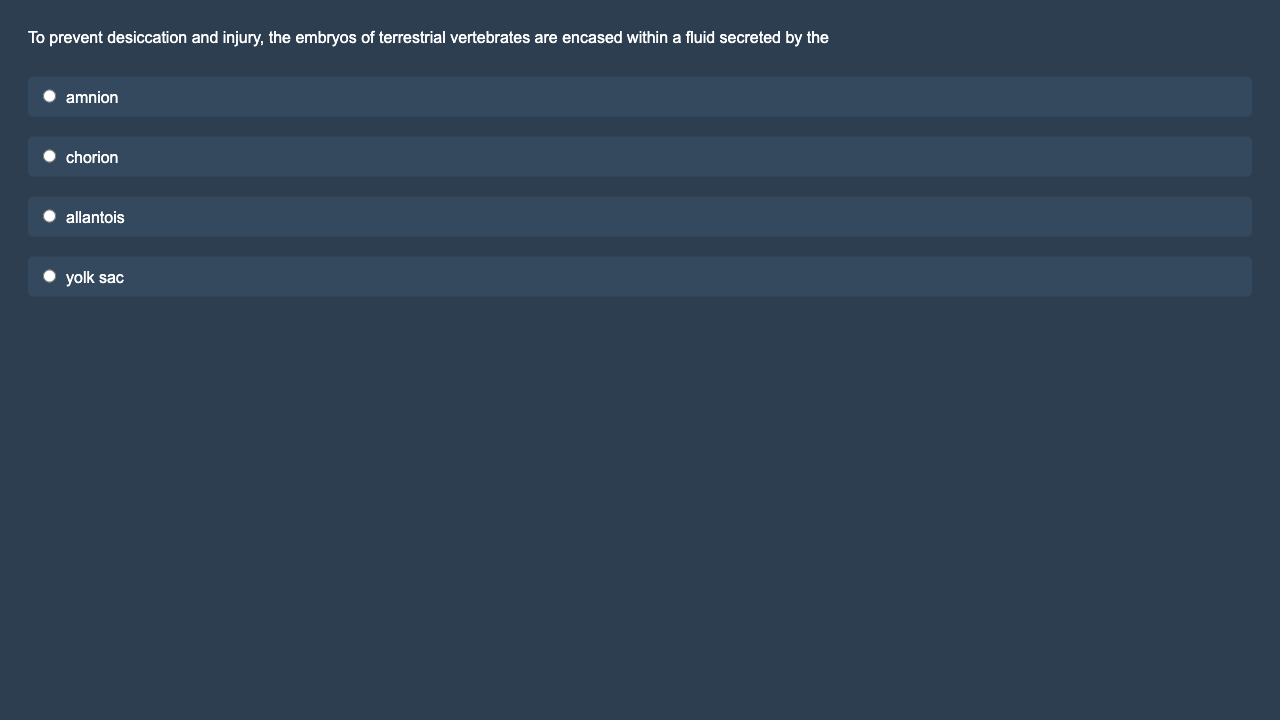 To prevent desiccation and injury, the embryos of terrestrial vertebrates are encased within a fluid secreted by the
amnion
chorion
allantois
yolk sac